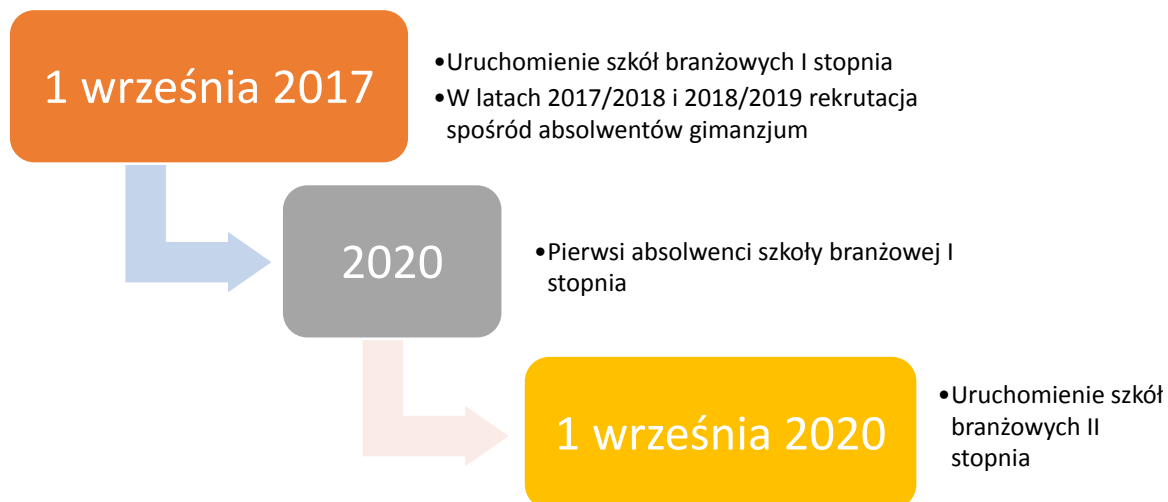 1 września 2017
•Uruchomienie szkół branżowych I stopnia
•W latach 2017/2018 i 2018/2019 rekrutacja
spośród absolwentów gimanzjum
2020
•Pierwsi absolwenci szkoły branżowej I
stopnia
1 września 2020
•Uruchomienie szkół
branżowych II
stopnia